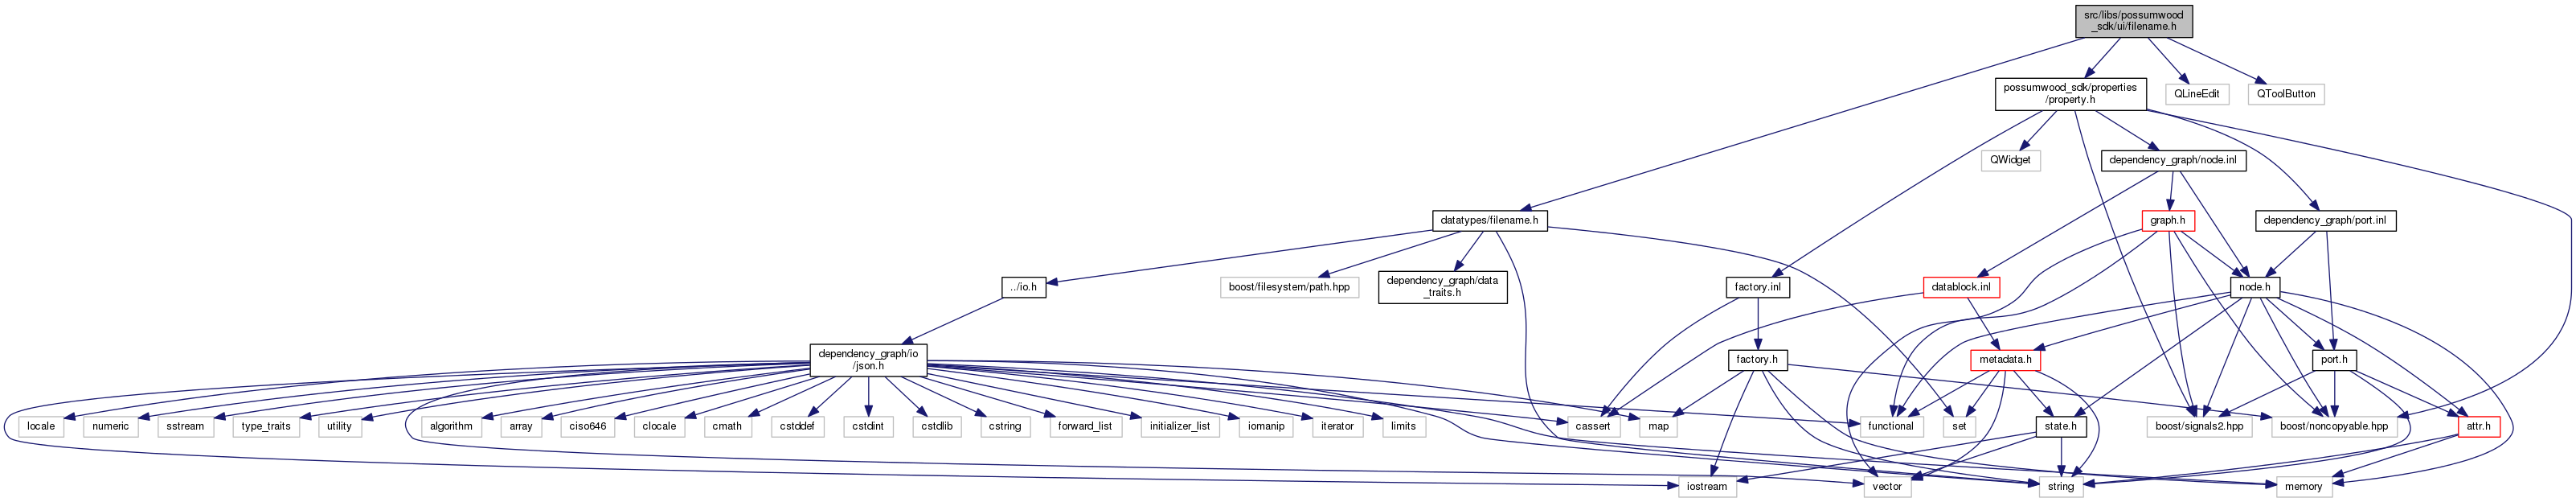 src/libs/possumwood
_sdk/ui/filename.h
possumwood_sdk/properties
/property.h
QLineEdit
QToolButton
QWidget
dependency_graph/node.inl
datatypes/filename.h
graph.h
dependency_graph/port.inl
../io.h
boost/filesystem/path.hpp
dependency_graph/data
_traits.h
factory.inl
datablock.inl
node.h
dependency_graph/io
/json.h
factory.h
metadata.h
port.h
locale
numeric
sstream
type_traits
utility
algorithm
array
ciso646
clocale
cmath
cstddef
cstdint
cstdlib
cstring
forward_list
initializer_list
iomanip
iterator
limits
cassert
map
functional
set
state.h
boost/signals2.hpp
boost/noncopyable.hpp
attr.h
iostream
vector
string
memory